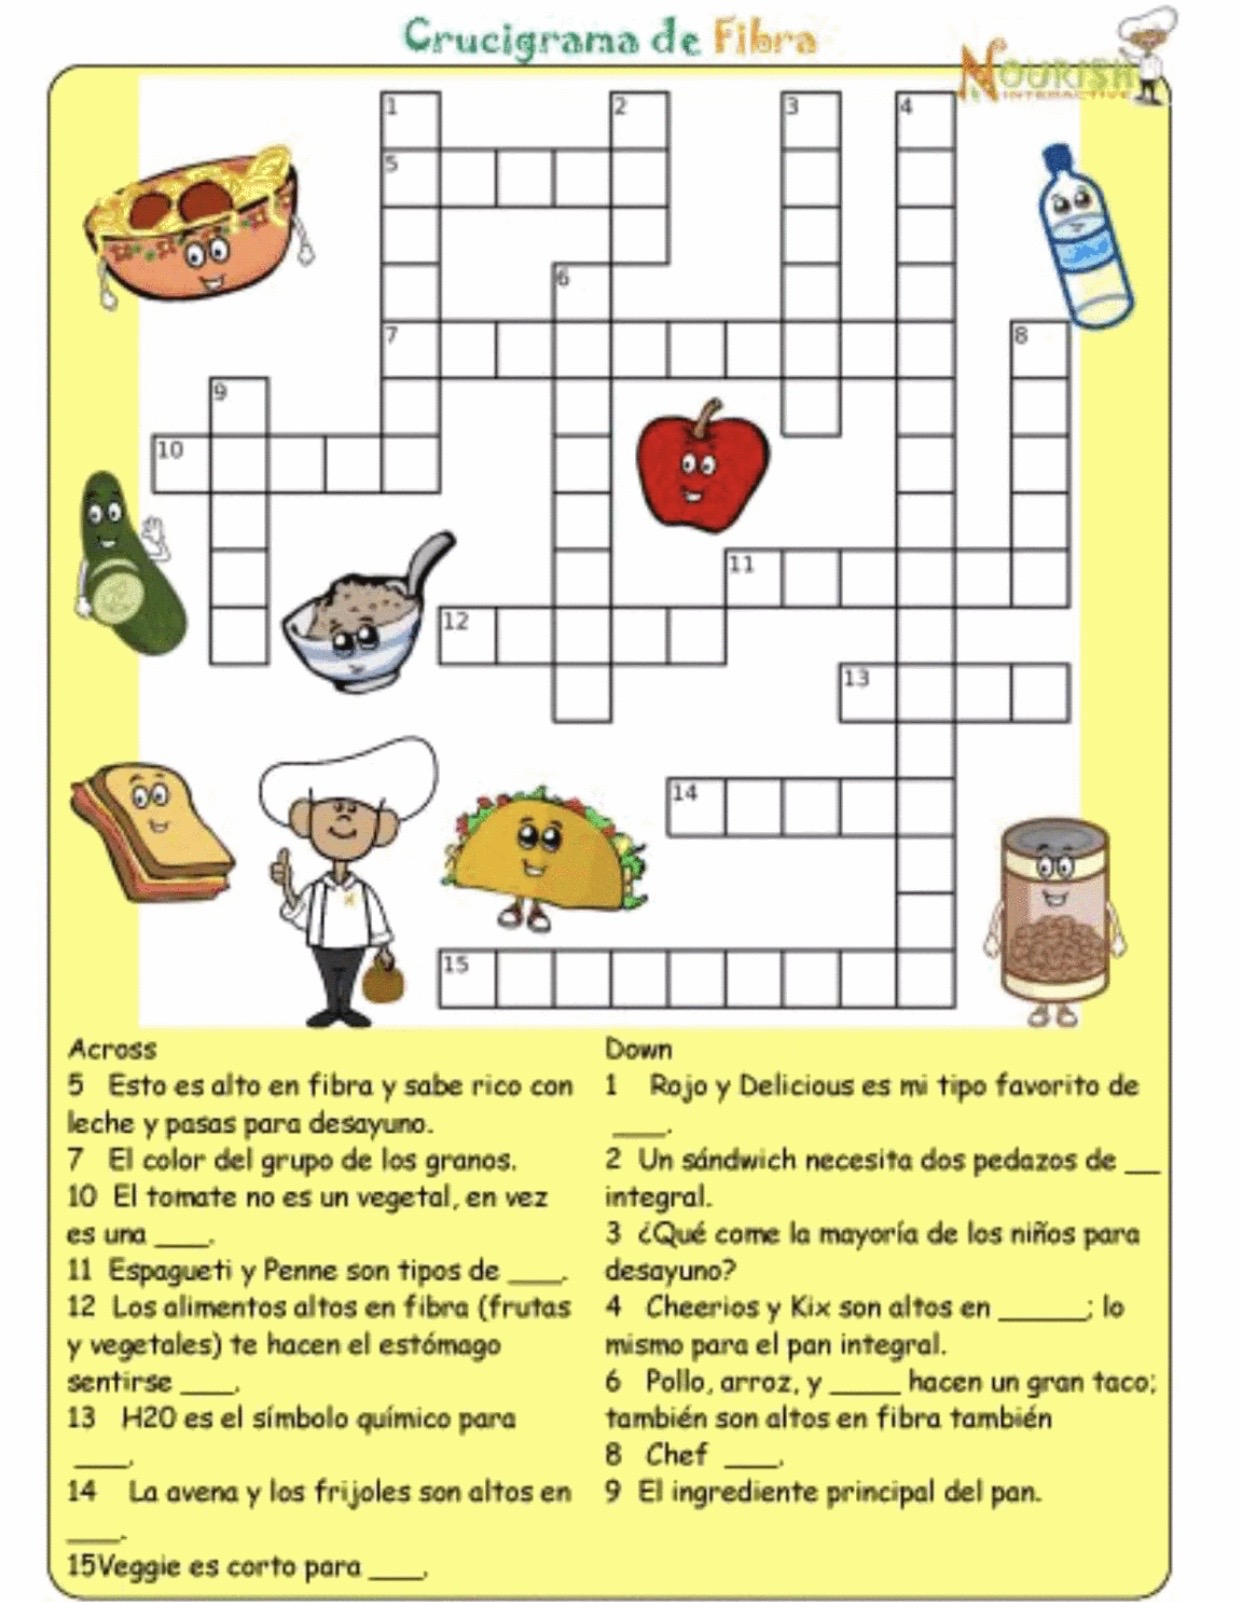 Crucigrama de Fibra
NOURISH
INTERACTIVE
1
2
3
4
5
6
7
8
9
10
11
12
13
14
15
Across
5 Esto es alto en fibra y sabe rico con
leche y pasas para desayuno.
7 El color del grupo de los granos.
10 El tomate no es un vegetal, en vez
es una ____.
11 Espagueti y Penne son tipos de ____.
12 Los alimentos altos en fibra (frutas
y vegetales) te hacen el estómago
sentirse ____.
13 H2O es el símbolo químico para
____.
14 La avena y los frijoles son altos en
____.
15Veggie es corto para ____.
Down
1 Rojo y Delicious es mi tipo favorito de
____.
2 Un sándwich necesita dos pedazos de __
integral.
3 ¿Qué come la mayoría de los niños para
desayuno?
4 Cheerios y Kix son altos en ______; lo
mismo para el pan integral.
6 Pollo, arroz, y _____ hacen un gran taco;
también son altos en fibra también
8 Chef ____.
9 El ingrediente principal del pan.